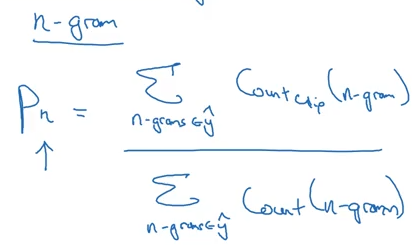 n-gram
Pn = Σ Countclip (n-gram)
n-grams∈ŷ
Σ Count (n-gram)
n-grams∈ŷ